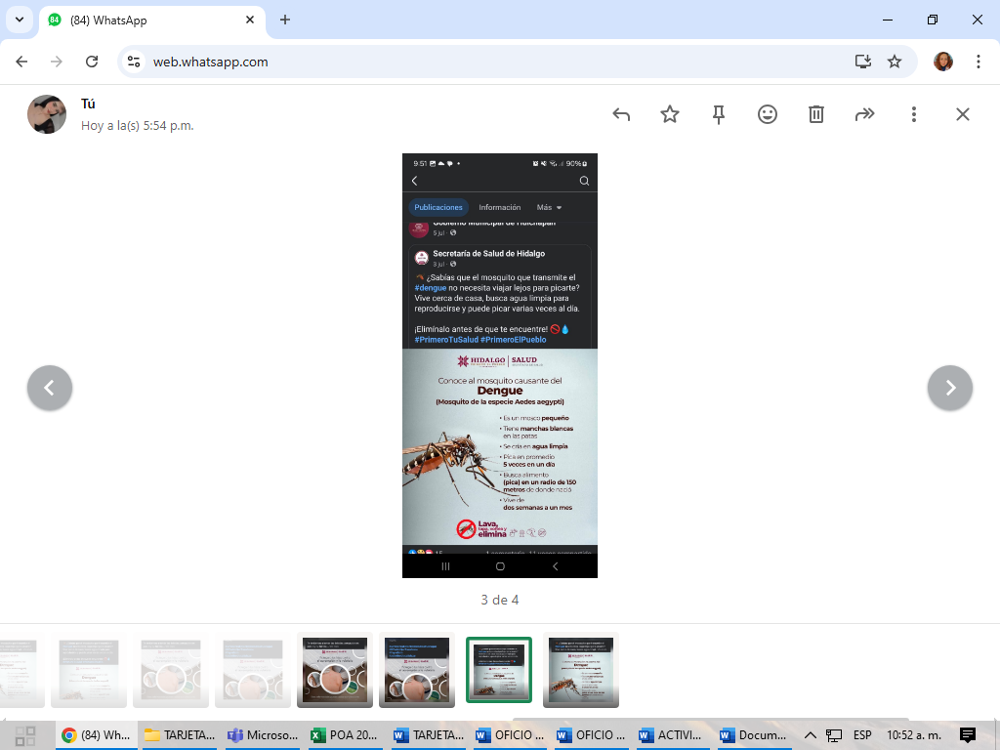 (84) WhatsApp
web.whatsapp.com
Tú
Hoy a la(s) 5:54 p.m.
9:51
90%
Publicaciones Información Más
Gobierno Municipal de Huichapan
5 jul
Secretaría de Salud de Hidalgo
3 jul
¿Sabías que el mosquito que transmite el
#dengue no necesita viajar lejos para picarte?
Vive cerca de casa, busca agua limpia para
reproducirse y puede picar varias veces al día.
¡Elimínalo antes de que te encuentre!
#PrimeroTuSalud #PrimeroElPueblo
HIDALGO SALUD
Conoce al mosquito causante del
Dengue
(Mosquito de la especie Aedes aegypti)
• Es un mosco pequeño
• Tiene manchas blancas
en las patas
• Se cría en agua limpia
• Pica en promedio
5 veces en un día
• Busca alimento
(pica) en un radio de 150
metros de donde nació
• Vive de
dos semanas a un mes
Lava,
tapa, voltea y
elimina
3 de 4
(84) Wh...
TARJETA...
Microso...
POA 20...
TARJETA...
OFICIO ...
OFICIO ...
ACTIVI...
Docum...
ESP
10:52 a. m.